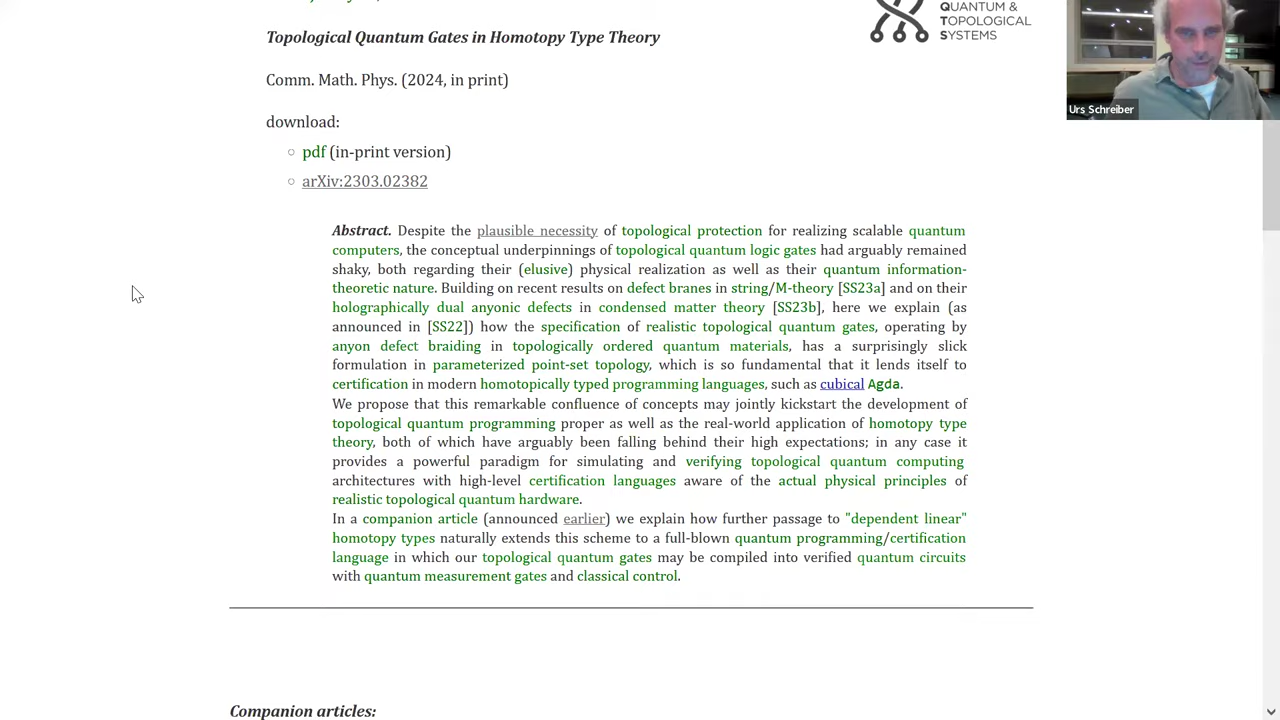 QUANTUM &
TOPOLOGICAL
SYSTEMS
Urs Schreiber
Topological Quantum Gates in Homotopy Type Theory
Comm. Math. Phys. (2024, in print)
download:
pdf (in-print version)
arXiv:2303.02382
Abstract. Despite the plausible necessity of topological protection for realizing scalable quantum
computers, the conceptual underpinnings of topological quantum logic gates had arguably remained
shaky, both regarding their (elusive) physical realization as well as their quantum information-
theoretic nature. Building on recent results on defect branes in string/M-theory [SS23a] and on their
holographically dual anyonic defects in condensed matter theory [SS23b], here we explain (as
announced in [SS22]) how the specification of realistic topological quantum gates, operating by
anyon defect braiding in topologically ordered quantum materials, has a surprisingly slick
formulation in parameterized point-set topology, which is so fundamental that it lends itself to
certification in modern homotopically typed programming languages, such as cubical Agda.
We propose that this remarkable confluence of concepts may jointly kickstart the development of
topological quantum programming proper as well as the real-world application of homotopy type
theory, both of which have arguably been falling behind their high expectations; in any case it
provides a powerful paradigm for simulating and verifying topological quantum computing
architectures with high-level certification languages aware of the actual physical principles of
realistic topological quantum hardware.
In a companion article (announced earlier) we explain how further passage to "dependent linear"
homotopy types naturally extends this scheme to a full-blown quantum programming/certification
language in which our topological quantum gates may be compiled into verified quantum circuits
with quantum measurement gates and classical control.
Companion articles: